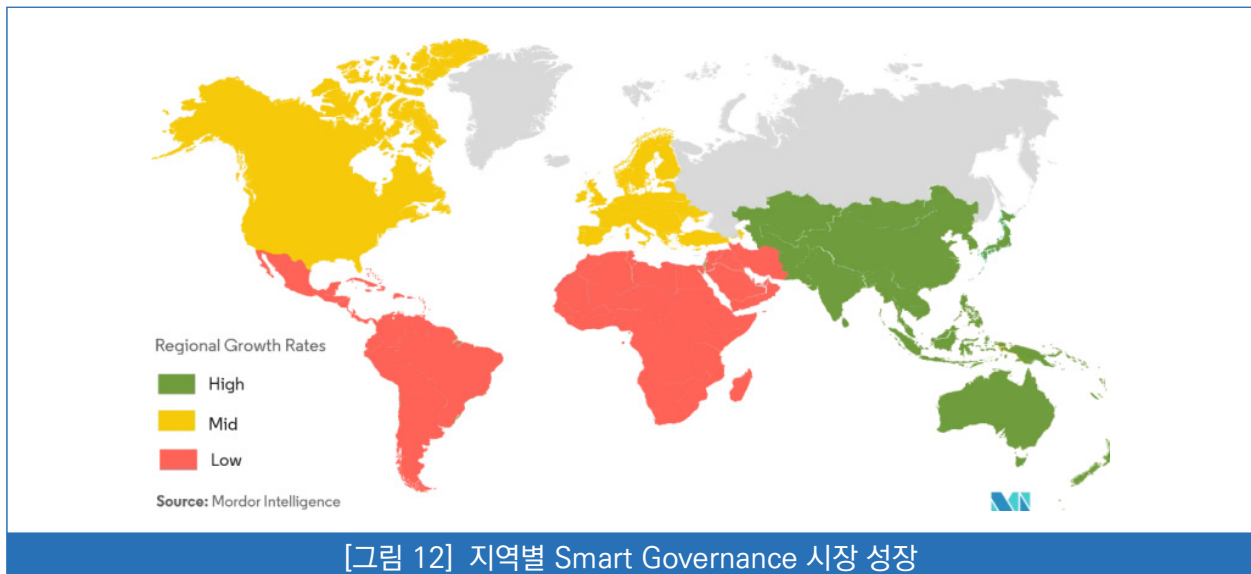 Regional Growth Rates
High
Mid
Low
Source: Mordor Intelligence
[그림 12] 지역별 Smart Governance 시장 성장